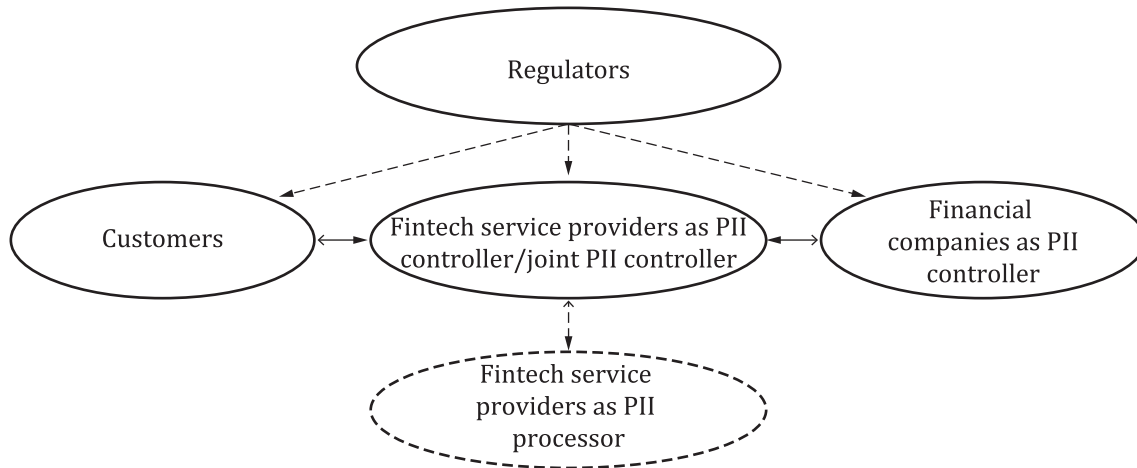 Regulators
Customers
Fintech service providers as PII
controller/joint PII controller
Financial
companies as PII
controller
Fintech service
providers as PII
processor